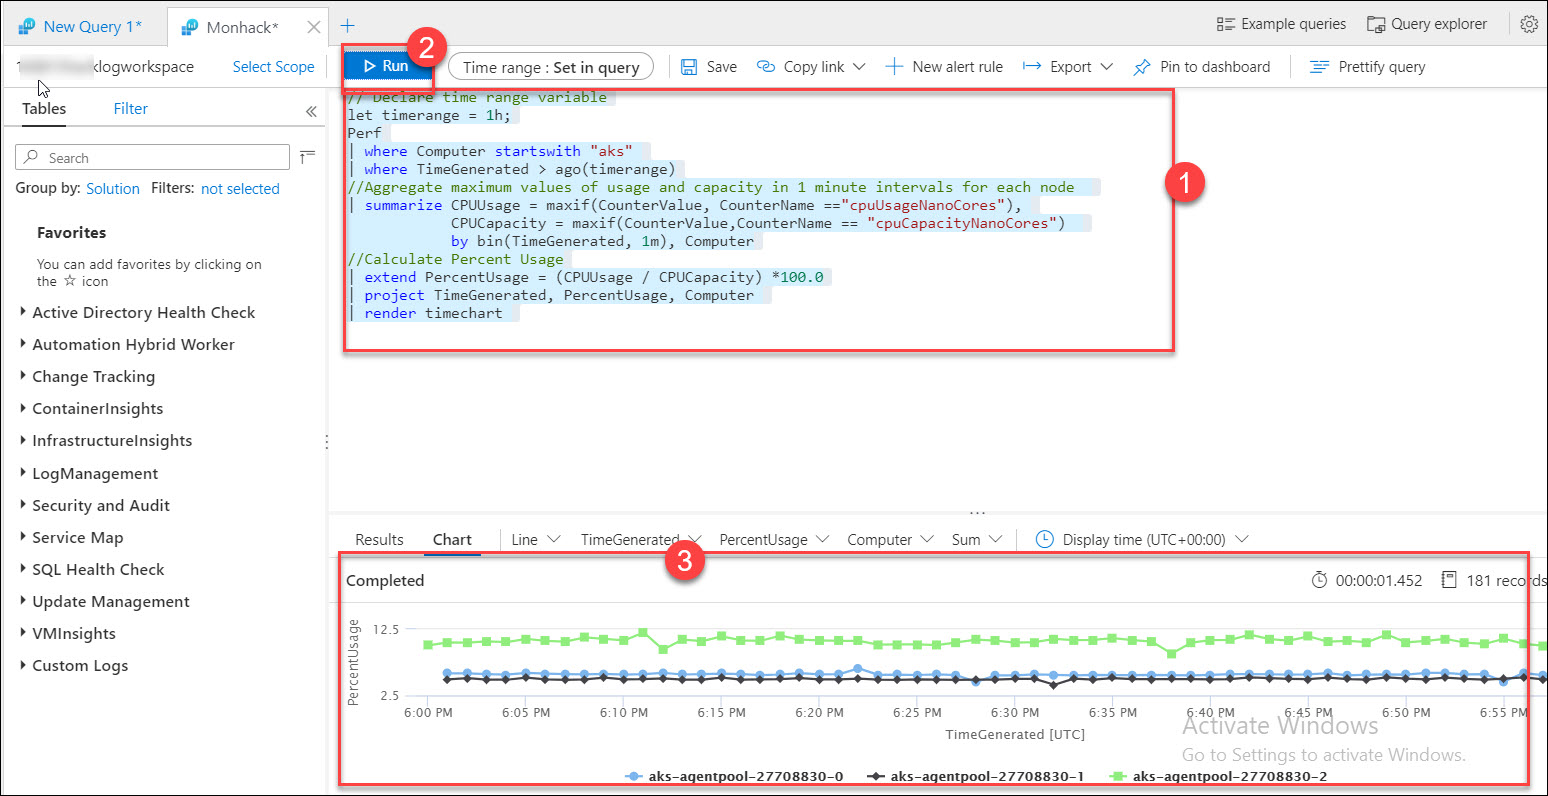 New Query 1*
Monhack*
Example queries
Query explorer
klogworkspace
Select Scope
Run
2
Time range : Set in query
Save
Copy link
New alert rule
Export
Pin to dashboard
Prettify query
Tables
Filter
Search
Group by: Solution Filters: not selected
Favorites
You can add favorites by clicking on
the ☆ icon
Active Directory Health Check
Automation Hybrid Worker
Change Tracking
ContainerInsights
InfrastructureInsights
LogManagement
Security and Audit
Service Map
SQL Health Check
Update Management
VMInsights
Custom Logs
// Declare time range variable
let timerange = 1h;
Perf
| where Computer startswith "aks"
| where TimeGenerated > ago(timerange)
//Aggregate maximum values of usage and capacity in 1 minute intervals for each node
| summarize CPUUsage = maxif(CounterValue, CounterName =="cpuUsageNanoCores"),
CPUCapacity = maxif(CounterValue,CounterName == "cpuCapacityNanoCores")
by bin(TimeGenerated, 1m), Computer
//Calculate Percent Usage
| extend PercentUsage = (CPUUsage / CPUCapacity) *100.0
| project TimeGenerated, PercentUsage, Computer
| render timechart
1
Results
Chart
Line
TimeGenerated
PercentUsage
Computer
Sum
Display time (UTC+00:00)
3
Completed
00:00:01.452
181 records
PercentUsage
12.5
2.5
6:00 PM 6:05 PM 6:10 PM 6:15 PM 6:20 PM 6:25 PM 6:30 PM 6:35 PM 6:40 PM 6:45 PM 6:50 PM 6:55 PM
TimeGenerated [UTC]
Activate Windows
Go to Settings to activate Windows.
aks-agentpool-27708830-0 aks-agentpool-27708830-1 aks-agentpool-27708830-2